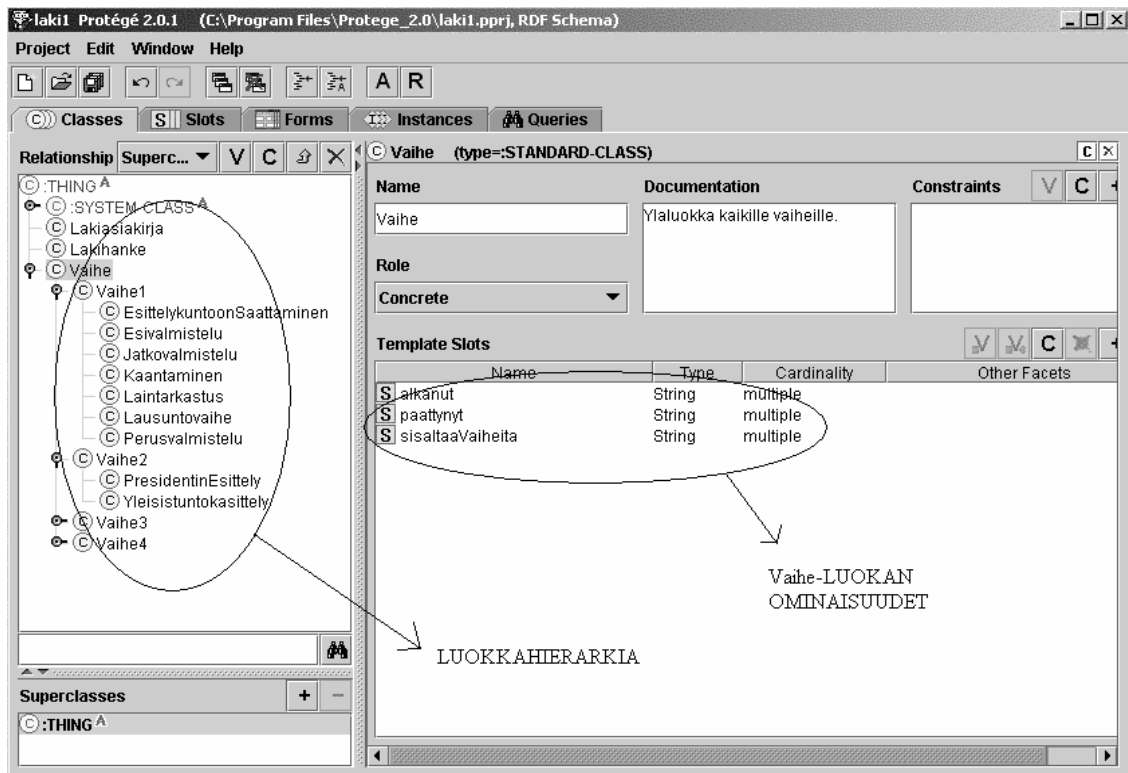 laki1 Protégé 2.0.1 (C:\Program Files\Protege_2.0\laki1.pprj, RDF Schema)
Project Edit Window Help
A R
C Classes S Slots Forms I Instances Queries
Relationship Superc... V C
C :THING A
C :SYSTEM-CLASS A
C Lakiasiakirja
C Lakihanke
C Vaihe
C Vaihe1
C EsittelykuntoonSaattaminen
C Esivalmistelu
C Jatkovalmistelu
C Kaantaminen
C Laintarkastus
C Lausuntovaihe
C Perusvalmistelu
C Vaihe2
C PresidentinEsittely
C Yleisistuntokasittely
C Vaihe3
C Vaihe4
Superclasses + −
C :THING A
C Vaihe (type=:STANDARD-CLASS) C ×
Name Documentation Constraints V C +
Vaihe Ylaluokka kaikille vaiheille.
Role
Concrete
Template Slots V V C +
Name Type Cardinality Other Facets
S alkanut String multiple
S paattynyt String multiple
S sisaltaaVaiheita String multiple
Vaihe-LUOKAN
OMINAISUUDET
LUOKKAHIERARKIA